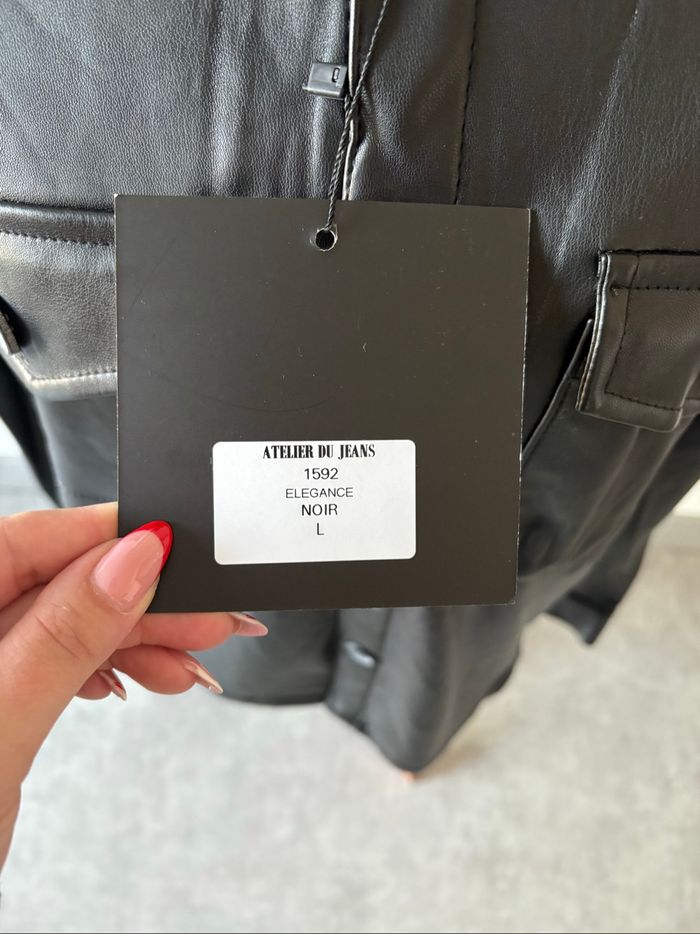 ATELIER DU JEANS
1592
ELEGANCE
NOIR
L